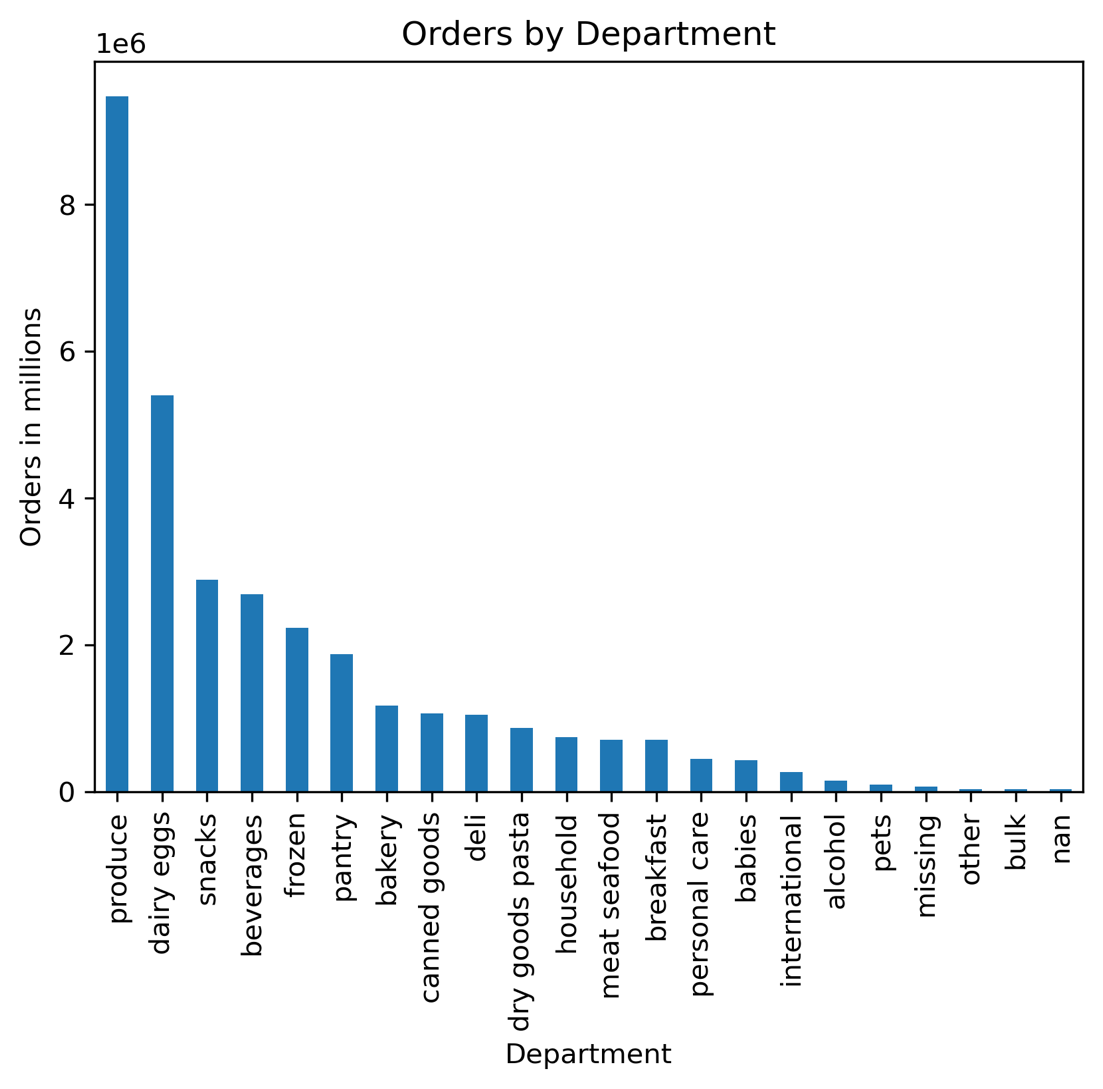 Orders by Department
1e6
8
6
4
2
0
Orders in millions
produce
dairy eggs
snacks
beverages
frozen
pantry
bakery
canned goods
deli
dry goods pasta
household
meat seafood
breakfast
personal care
babies
international
alcohol
pets
missing
other
bulk
nan
Department